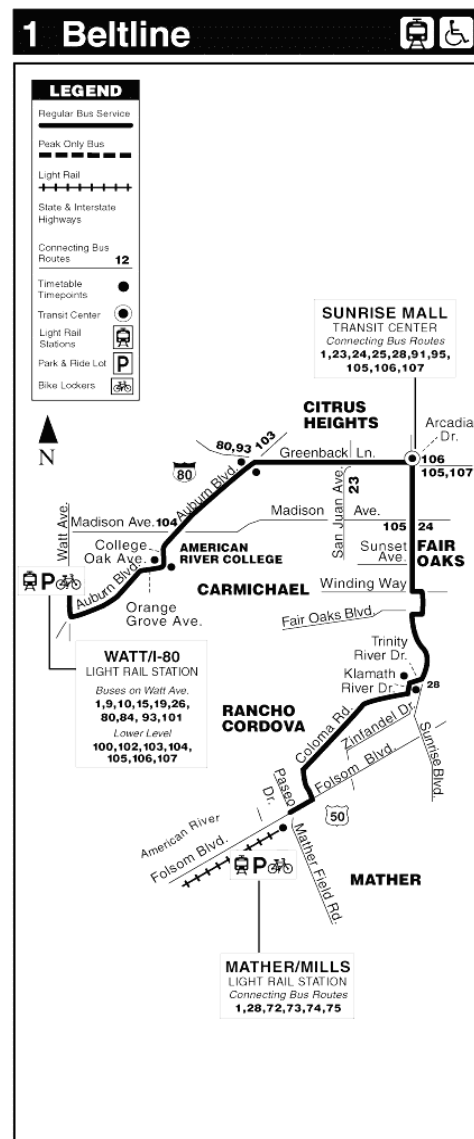 1 Beltline
LEGEND
Regular Bus Service
Peak Only Bus
Light Rail
State & Interstate
Highways
Connecting Bus
Routes 12
Timetable
Timepoints
Transit Center
Light Rail
Stations
Park & Ride Lot P
Bike Lockers
N
SUNRISE MALL
TRANSIT CENTER
Connecting Bus Routes
1,23,24,25,28,91,95,
105,106,107
CITRUS
HEIGHTS
Arcadia
Dr.
80,93
103
Greenback Ln.
106
105,107
80
Auburn Blvd.
San Juan Ave.
23
Watt Ave.
Madison Ave. 104
Madison Ave.
105 24
College
Oak Ave.
AMERICAN
RIVER COLLEGE
Sunset
Ave.
FAIR
OAKS
P
Auburn Blvd.
CARMICHAEL
Winding Way
Orange
Grove Ave.
Fair Oaks Blvd.
WATT/I-80
LIGHT RAIL STATION
Buses on Watt Ave.
1,9,10,15,19,26,
80,84, 93,101
Lower Level
100,102,103,104,
105,106,107
Trinity
River Dr.
Klamath
River Dr.
28
RANCHO
CORDOVA
Coloma Rd.
Zinfandel Dr.
Sunrise Blvd.
Paseo
Dr.
Folsom Blvd.
50
American River
Folsom Blvd.
Mather Field Rd.
P
MATHER
MATHER/MILLS
LIGHT RAIL STATION
Connecting Bus Routes
1,28,72,73,74,75